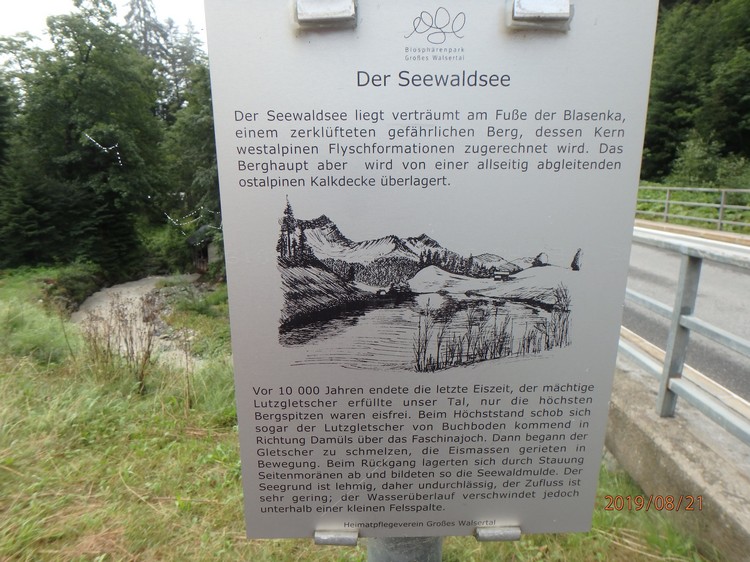 Biosphärenpark
Großes Walsertal
Der Seewaldsee
Der Seewaldsee liegt verträumt am Fuße der Blasenka,
einem zerklüfteten gefährlichen Berg, dessen Kern
westalpinen Flyschformationen zugerechnet wird. Das
Berghaupt aber wird von einer allseitig abgleitenden
ostalpinen Kalkdecke überlagert.
Vor 10 000 Jahren endete die letzte Eiszeit, der mächtige
Lutzgletscher erfüllte unser Tal, nur die höchsten
Bergspitzen waren eisfrei. Beim Höchststand schob sich
sogar der Lutzgletscher von Buchboden kommend in
Richtung Damüls über das Faschinajoch. Dann begann der
Gletscher zu schmelzen, die Eismassen gerieten in
Bewegung. Beim Rückgang lagerten sich durch Stauung
Seitenmoränen ab und bildeten so die Seewaldmulde. Der
Seegrund ist lehmig, daher undurchlässig, der Zufluss ist
sehr gering; der Wasserüberlauf verschwindet jedoch
unterhalb einer kleinen Felsspalte.
Heimatpflegeverein Großes Walsertal
2019/08/21